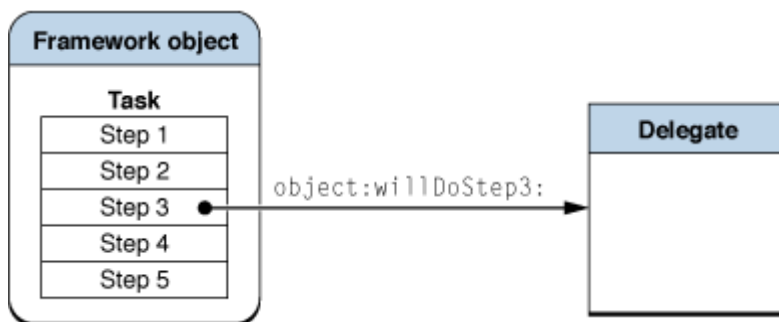 Framework object
Task
Step 1
Step 2
Step 3
Step 4
Step 5
object:willDoStep3:
Delegate